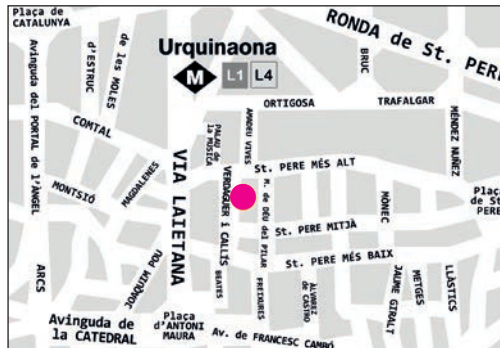 Plaça de
CATALUNYA
Avinguda del PORTAL de l'ÀNGEL
d'ESTRUC
de les MOLES
Urquinaona
M
L1
L4
BRUC
RONDA de St. PERE
ORTIGOSA
TRAFALGAR
MÉNDEZ NUÑEZ
COMTAL
MONTSIÓ
MAGDALENES
VIA LAIETANA
PALAU de
la MÚSICA
AMADEU VIVES
VERDAGUER i CALLÍS
St. PERE MÉS ALT
M. de DÉU del PILAR
MÒNEC
Plaça
de St.
PERE
St. PERE MITJÀ
St. PERE MÉS BAIX
ARCS
JOAQUIM POU
BEATES
FREIXURES
ÀLVAREZ
de CASTRO
JAUME GIRALT
METGES
LLÀSTICS
Avinguda de
la CATEDRAL
Plaça
d'ANTONI
MAURA
Av. de FRANCESC CAMBÓ